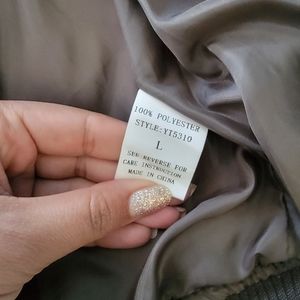 100% POLYESTER
STYLE:YT5310
L
SEE REVERSE FOR
CARE INSTRUCTION
MADE IN CHINA